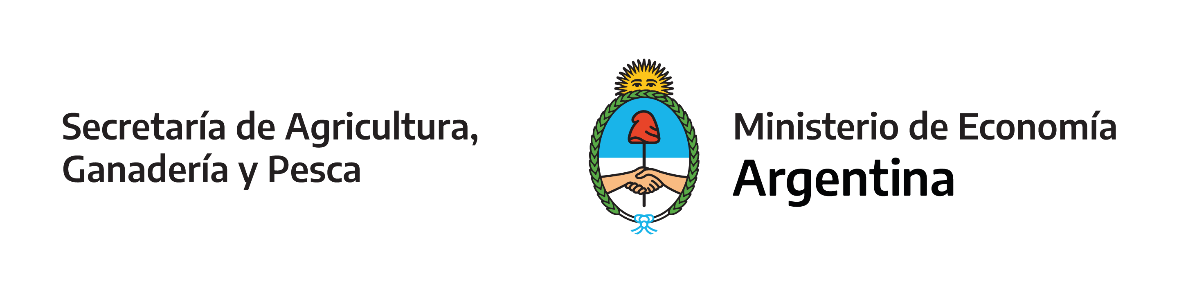 Secretaría de Agricultura,
Ganadería y Pesca
Ministerio de Economía
Argentina